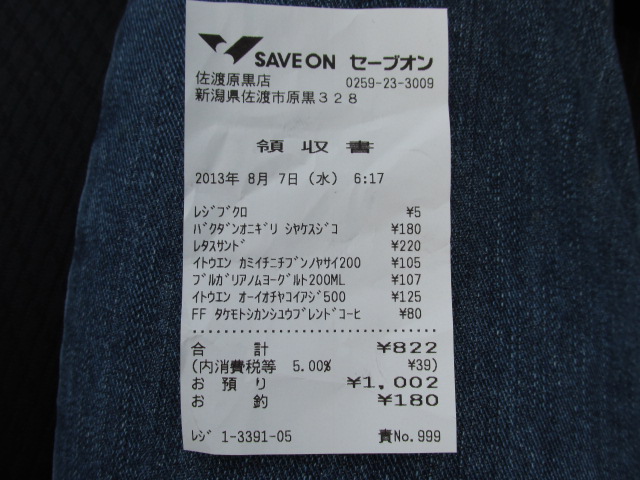 SAVEON セーブオン
佐渡原黒店 0259-23-3009
新潟県佐渡市原黒３２８
領収書
2013年 8月 7日 (水) 6:17
ﾚｼﾞﾌﾞｸﾛ ¥5
ﾊﾞｸﾀﾞﾝｵﾆｷﾞﾘ ｼﾔｹｽｼﾞｺ ¥180
ﾚﾀｽｻﾝﾄﾞ ¥220
ｲﾄｳｴﾝ ｶﾐｲﾁﾆﾁﾌﾞﾝﾉﾔｻｲ200 ¥105
ﾌﾞﾙｶﾞﾘｱﾉﾑﾖｰｸﾞﾙﾄ200ML ¥107
ｲﾄｳｴﾝ ｵｰｲｵﾁﾔｺｲｱｼﾞ500 ¥125
FF ﾀｹﾓﾄｼｶﾝｼﾕｳﾌﾞﾚﾝﾄﾞｺｰﾋ ¥80
合計 ¥822
(内消費税等 5.00% ¥39)
お預り ¥1,002
お釣 ¥180
ﾚｼﾞ 1-3391-05 責No.999